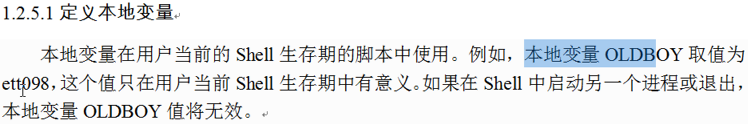 1.2.5.1 定义本地变量
本地变量在用户当前的 Shell 生存期的脚本中使用。例如，本地变量 OLDBOY 取值为
ett098，这个值只在用户当前 Shell 生存期中有意义。如果在 Shell 中启动另一个进程或退出，
本地变量 OLDBOY 值将无效。